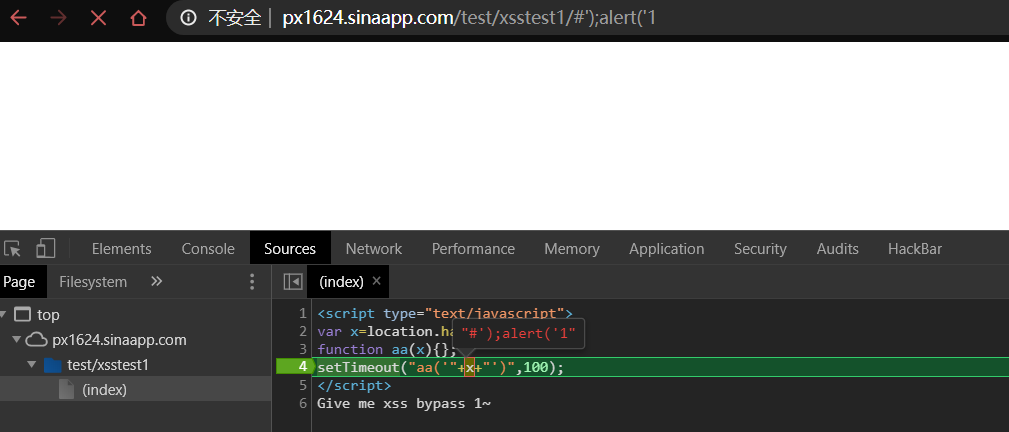 不安全 | px1624.sinaapp.com/test/xsstest1/#');alert('1
Elements Console Sources Network Performance Memory Application Security Audits HackBar
Page Filesystem » (index) ×
top
px1624.sinaapp.com
test/xsstest1
(index)
1 <script type="text/javascript">
2 var x=location.ha
"#');alert('1"
3 function aa(x){};
4 setTimeout("aa('"+x+"')",100);
5 </script>
6 Give me xss bypass 1~